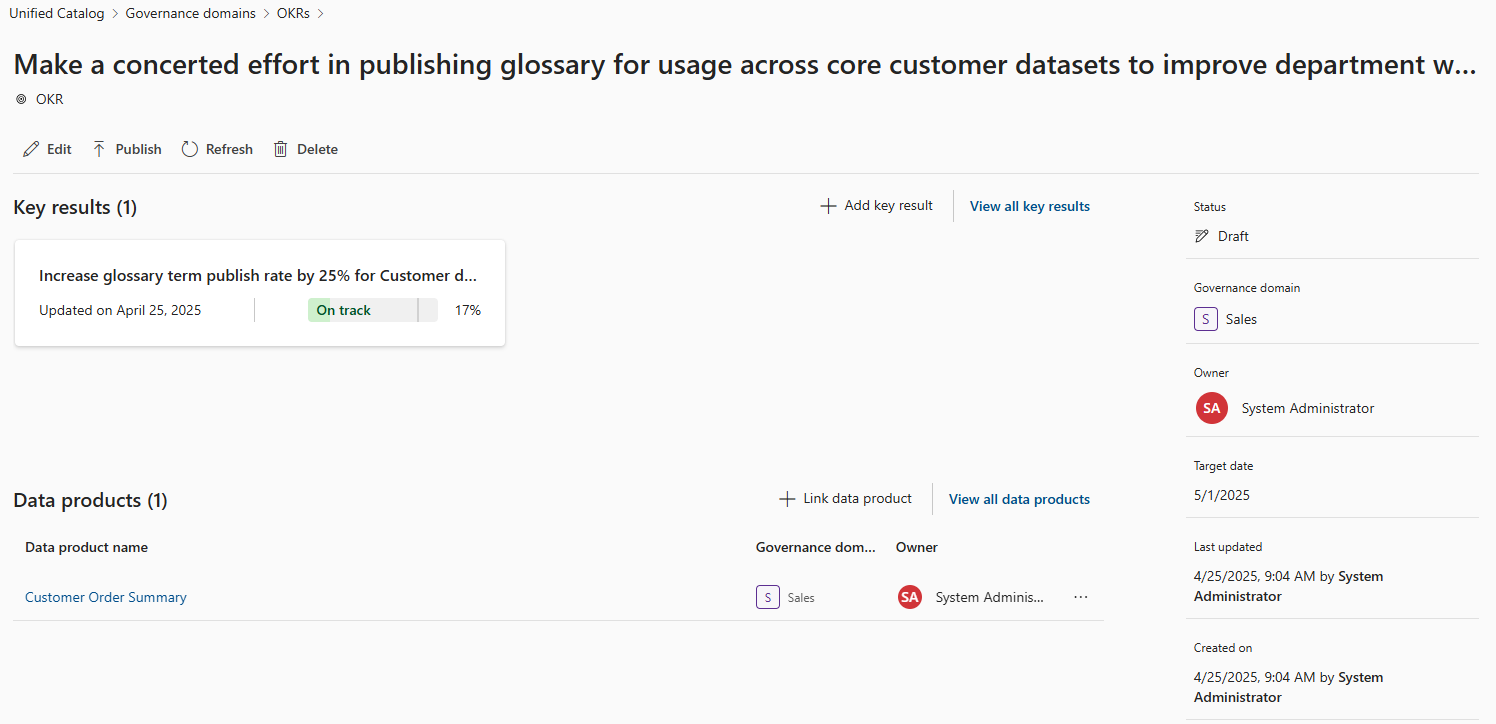 Unified Catalog > Governance domains > OKRs >
Make a concerted effort in publishing glossary for usage across core customer datasets to improve department w...
OKR
Edit Publish Refresh Delete
Key results (1)
Add key result
View all key results
Increase glossary term publish rate by 25% for Customer d...
Updated on April 25, 2025
On track
17%
Data products (1)
Link data product
View all data products
Data product name
Governance dom...
Owner
Customer Order Summary
S Sales
SA System Adminis...
...
Status
Draft
Governance domain
S Sales
Owner
SA System Administrator
Target date
5/1/2025
Last updated
4/25/2025, 9:04 AM by System
Administrator
Created on
4/25/2025, 9:04 AM by System
Administrator